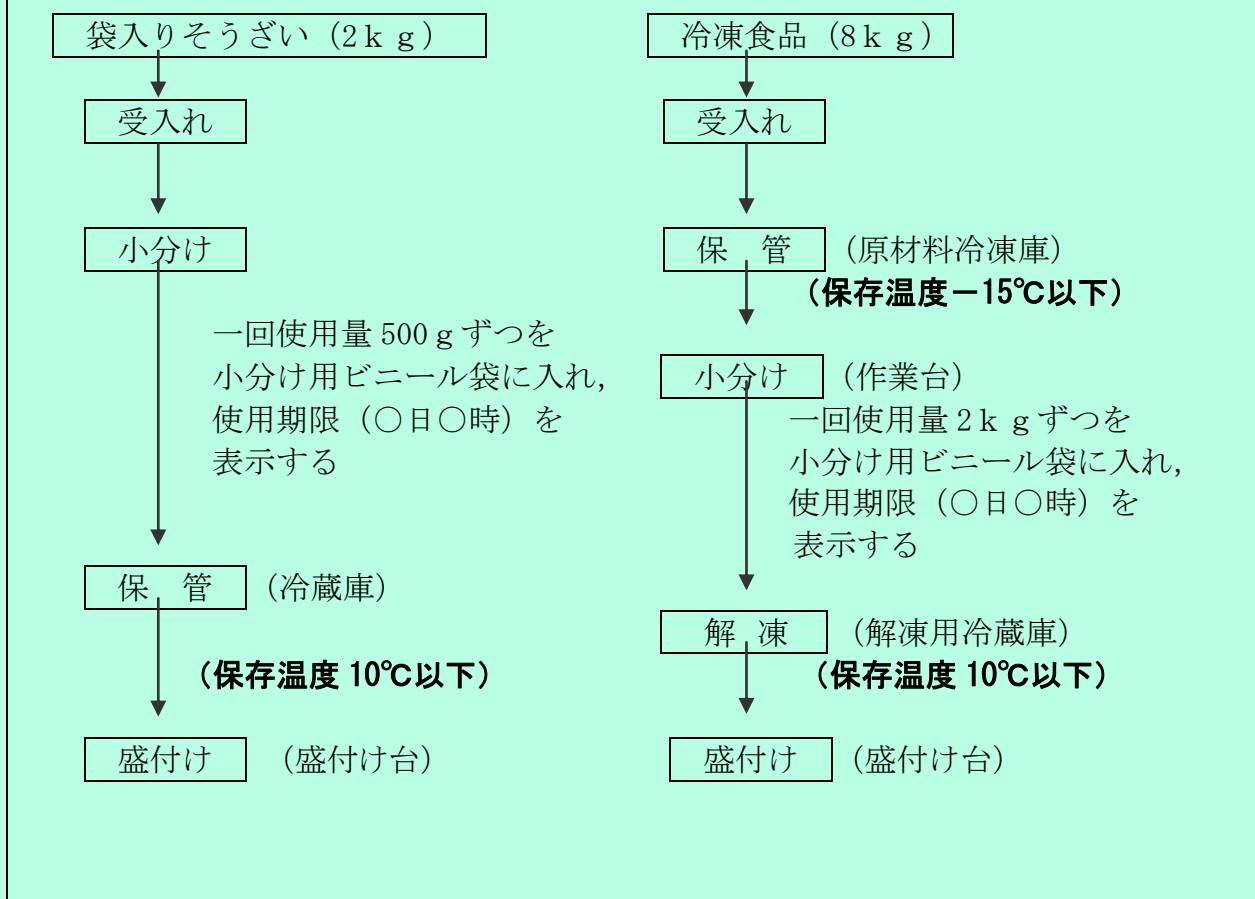 袋入りそうざい（2ｋｇ）
受入れ
小分け
一回使用量 500ｇずつを
小分け用ビニール袋に入れ，
使用期限（○日○時）を
表示する
保　管　（冷蔵庫）
（保存温度 10℃以下）
盛付け　（盛付け台）
冷凍食品（8ｋｇ）
受入れ
保　管　（原材料冷凍庫）
（保存温度－15℃以下）
小分け　（作業台）
一回使用量 2ｋｇずつを
小分け用ビニール袋に入れ，
使用期限（○日○時）を
表示する
解 凍　（解凍用冷蔵庫）
（保存温度 10℃以下）
盛付け　（盛付け台）